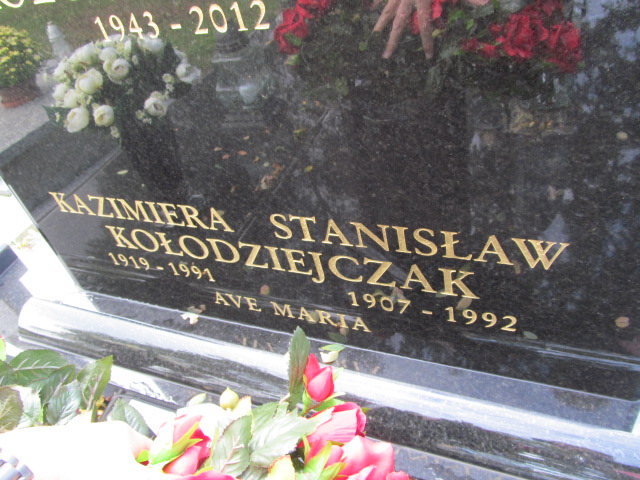 1943 - 2012
KAZIMIERA STANISŁAW
KOŁODZIEJCZAK
1919 - 1991 1907 - 1992
AVE MARIA